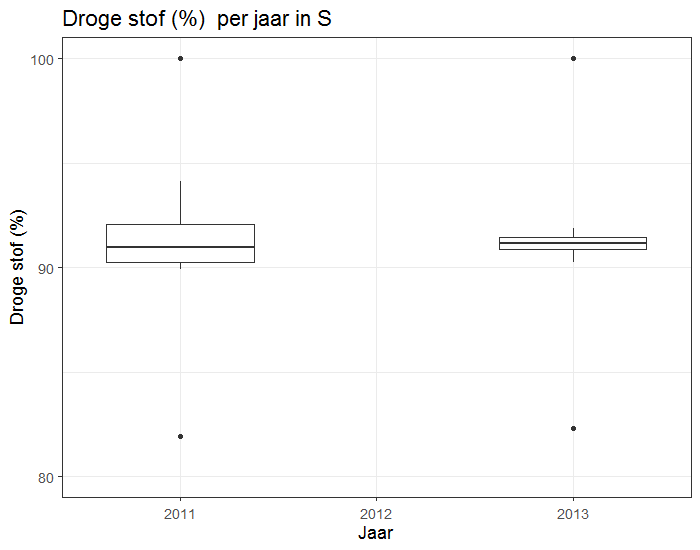 Droge stof (%)  per jaar in S
Droge stof (%)
100
90
80
2011
2012
2013
Jaar